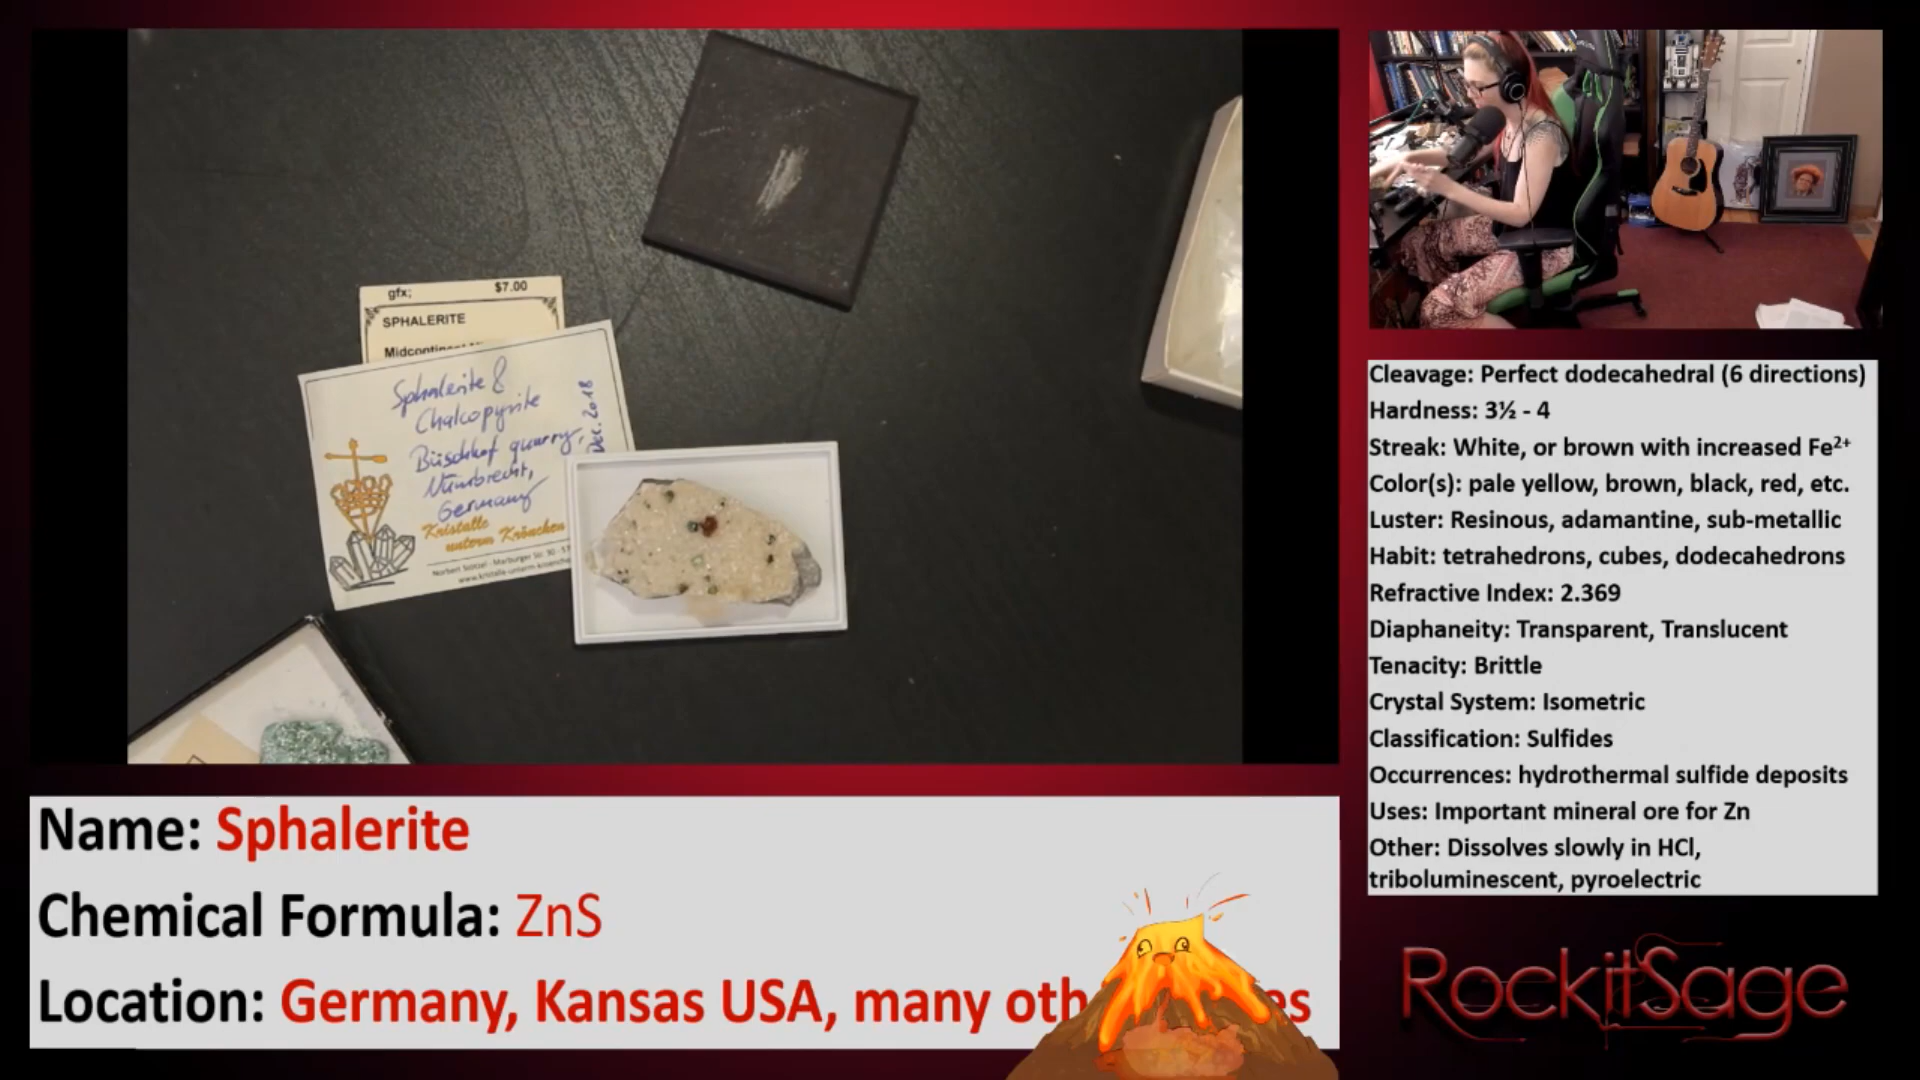 gfx; $7.00
SPHALERITE
Sphalerite &
Chalcopyrite
quarry,
Nümbrecht,
Germany
Dec. 2018
Kristalle
unterm Krönchen
Name: Sphalerite
Chemical Formula: ZnS
Location: Germany, Kansas USA, many
Cleavage: Perfect dodecahedral (6 directions)
Hardness: 3½ - 4
Streak: White, or brown with increased Fe²⁺
Color(s): pale yellow, brown, black, red, etc.
Luster: Resinous, adamantine, sub-metallic
Habit: tetrahedrons, cubes, dodecahedrons
Refractive Index: 2.369
Diaphaneity: Transparent, Translucent
Tenacity: Brittle
Crystal System: Isometric
Classification: Sulfides
Occurrences: hydrothermal sulfide deposits
Uses: Important mineral ore for Zn
Other: Dissolves slowly in HCl,
triboluminescent, pyroelectric
RockitSage